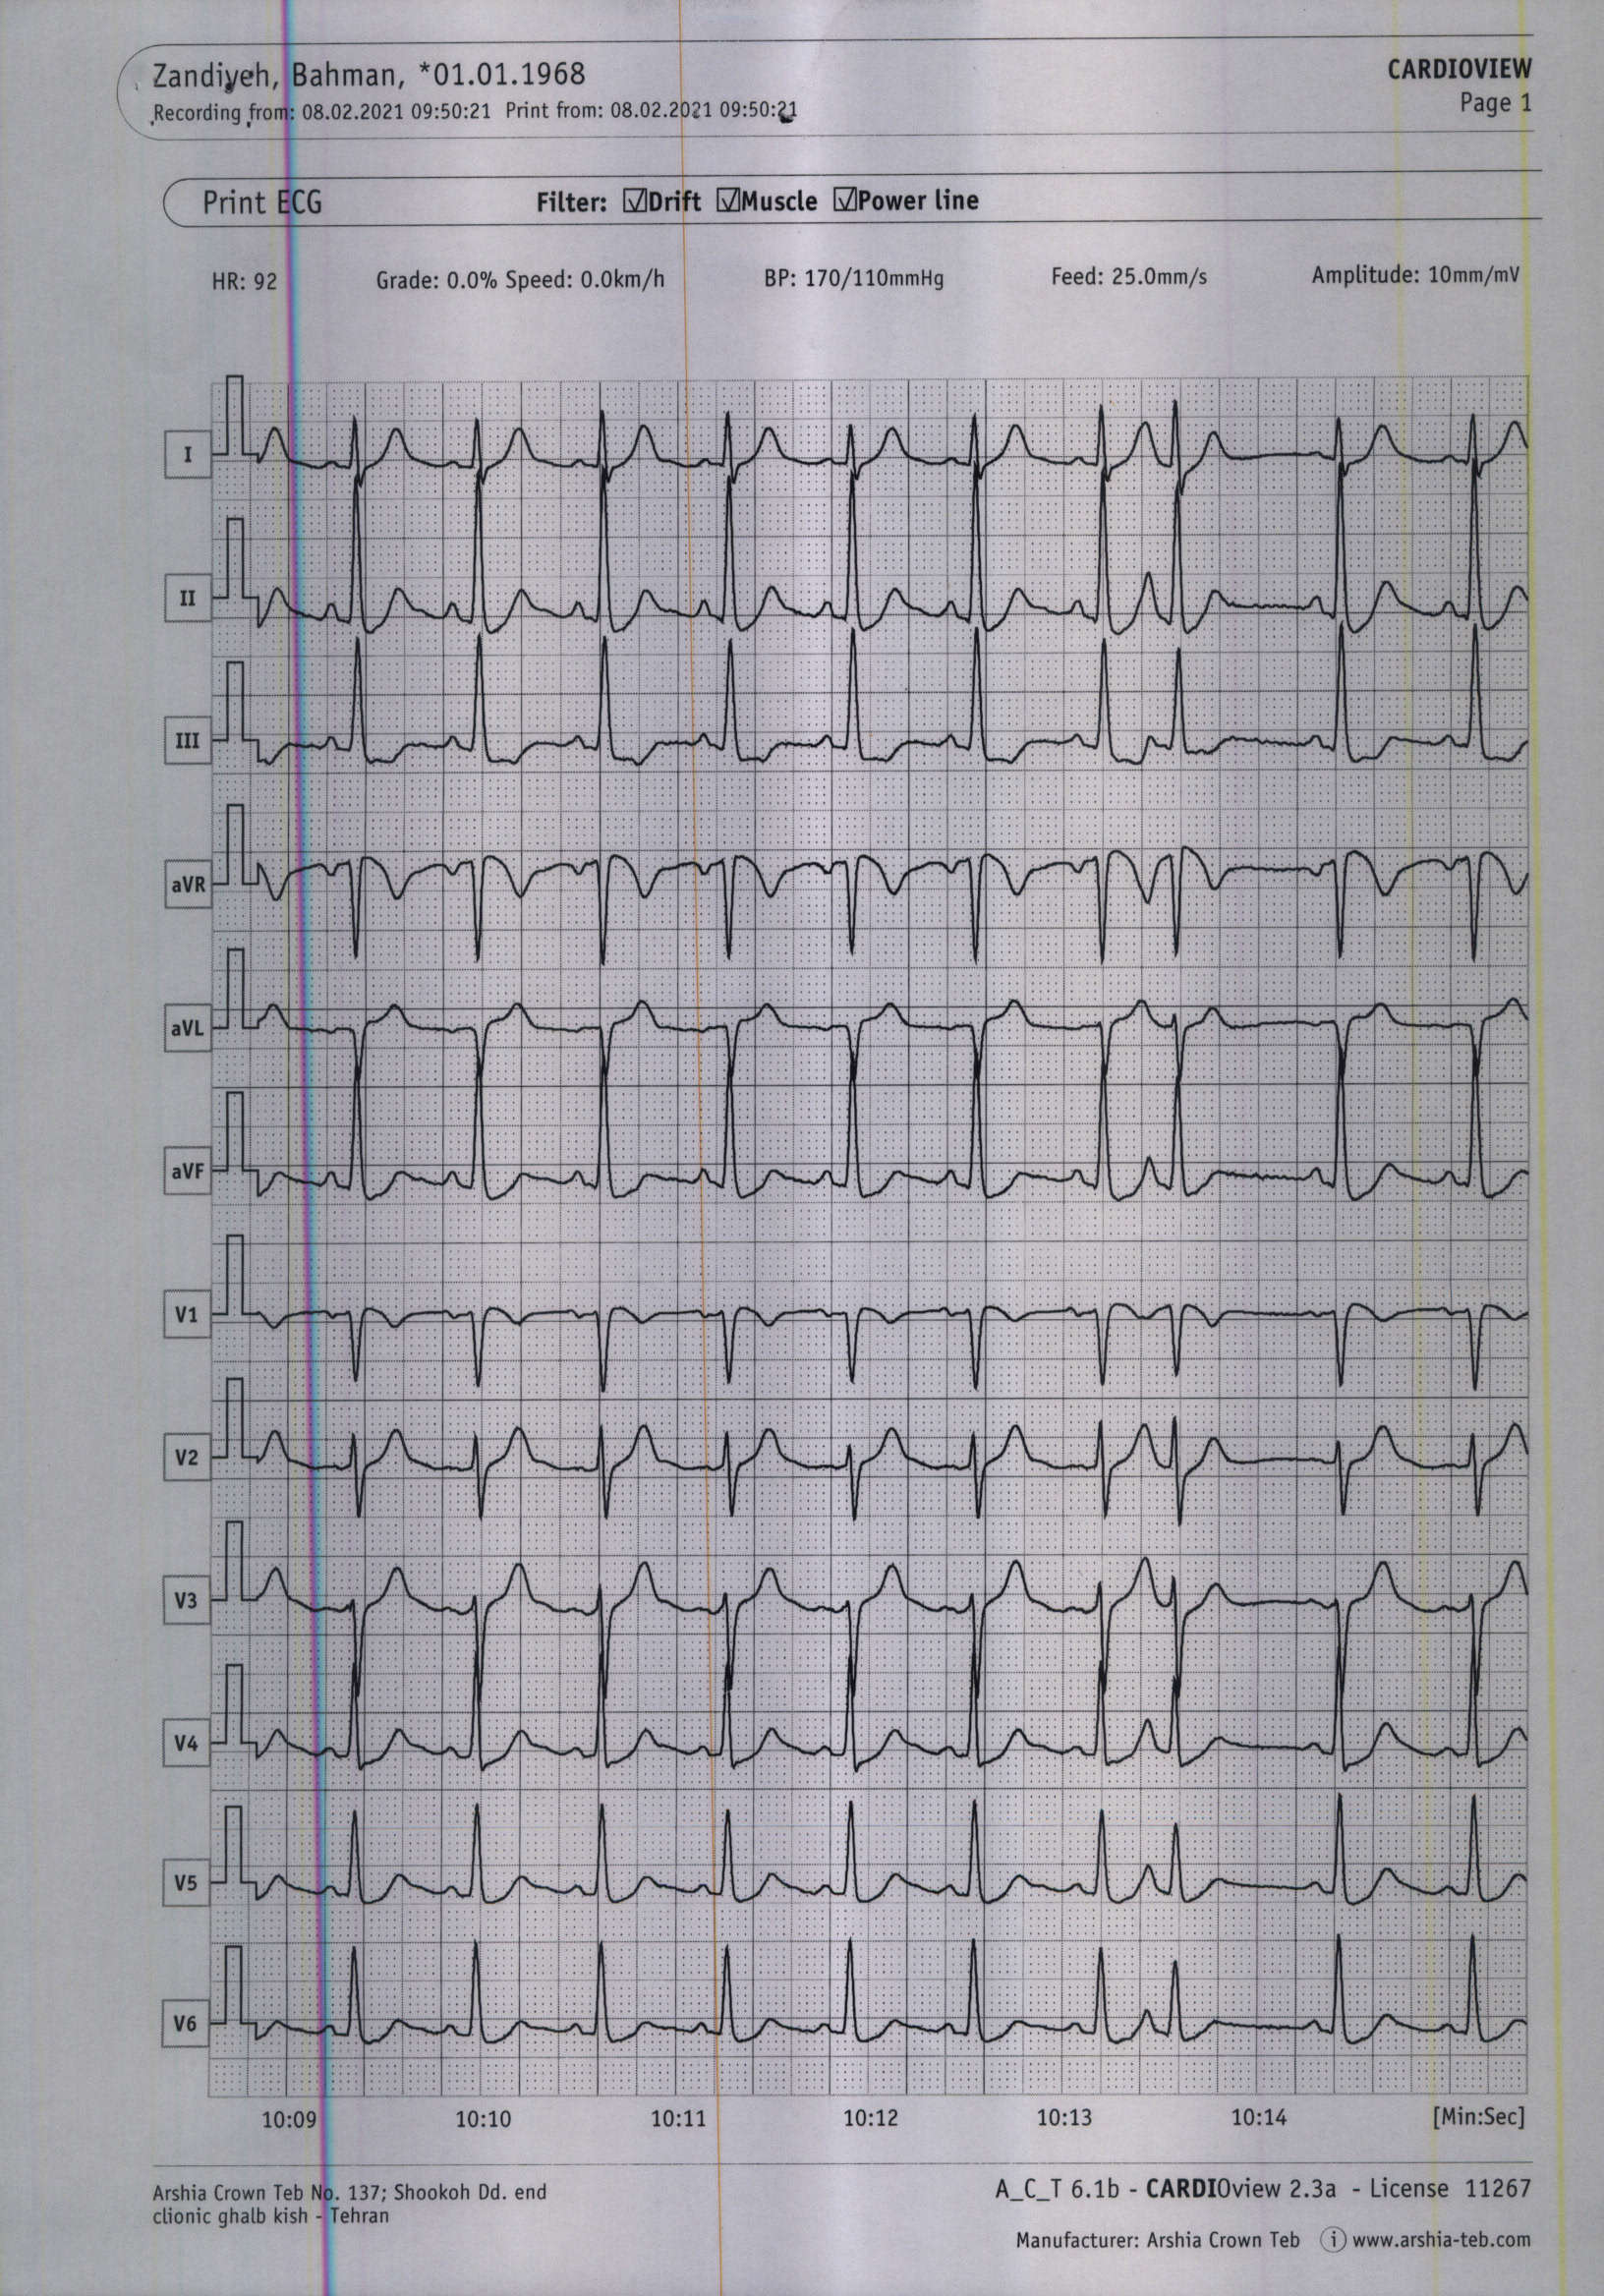 Zandiyeh, Bahman, *01.01.1968
CARDIOVIEW
Recording from: 08.02.2021 09:50:21 Print from: 08.02.2021 09:50:21
Page 1
Print ECG Filter: ☑Drift ☑Muscle ☑Power line
HR: 92 Grade: 0.0% Speed: 0.0km/h BP: 170/110mmHg Feed: 25.0mm/s Amplitude: 10mm/mV
I
II
III
aVR
aVL
aVF
V1
V2
V3
V4
V5
V6
10:09 10:10 10:11 10:12 10:13 10:14 [Min:Sec]
Arshia Crown Teb No. 137; Shookoh Dd. end
clionic ghalb kish - Tehran
A_C_T 6.1b - CARDIOview 2.3a - License 11267
Manufacturer: Arshia Crown Teb ⓘ www.arshia-teb.com